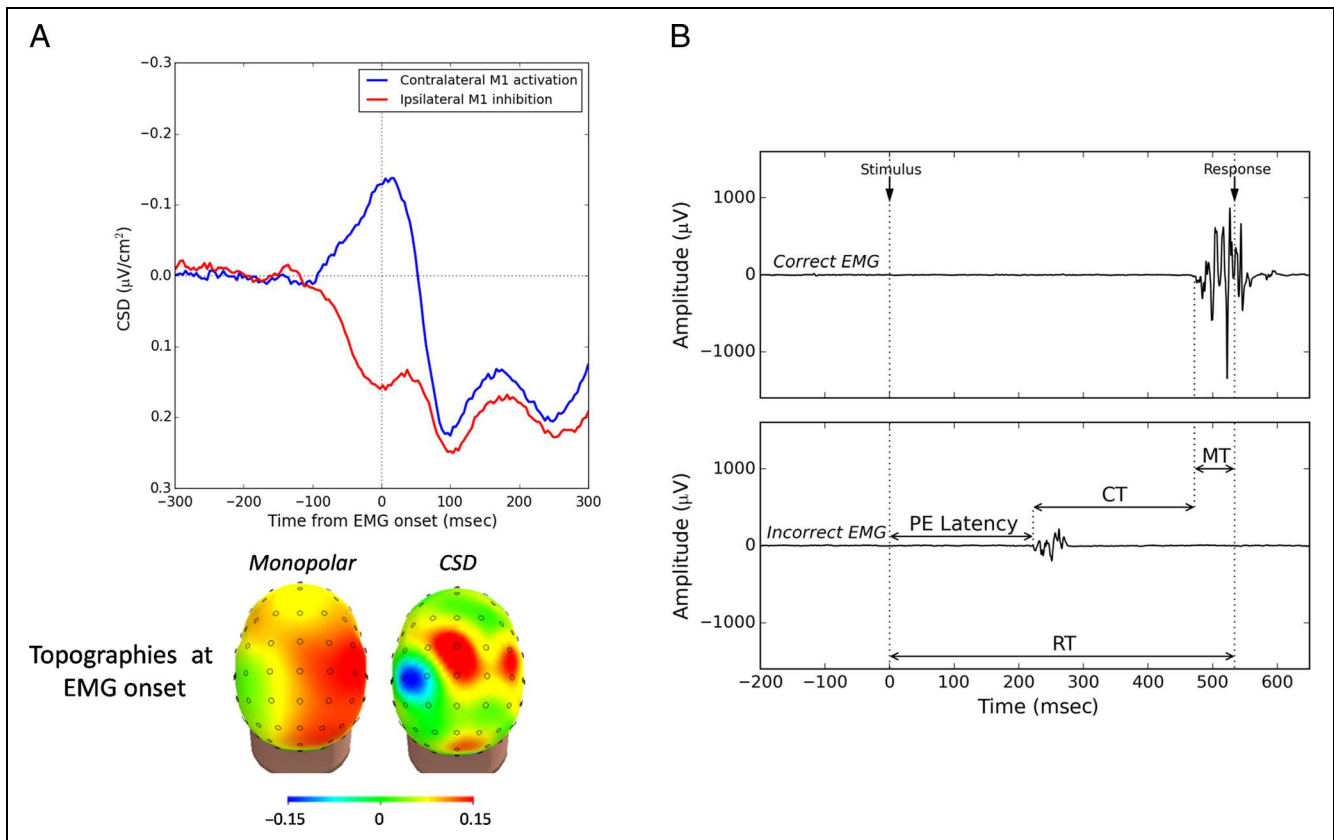 A
−0.3
−0.2
−0.1
0.0
0.1
0.2
0.3
CSD (µV/cm²)
Contralateral M1 activation
Ipsilateral M1 inhibition
−300 −200 −100 0 100 200 300
Time from EMG onset (msec)
Monopolar CSD
Topographies at
EMG onset
−0.15 0 0.15
B
Stimulus Response
1000
0
−1000
Amplitude (µV)
Correct EMG
1000
0
−1000
Amplitude (µV)
MT
CT
PE Latency
Incorrect EMG
RT
−200 −100 0 100 200 300 400 500 600
Time (msec)